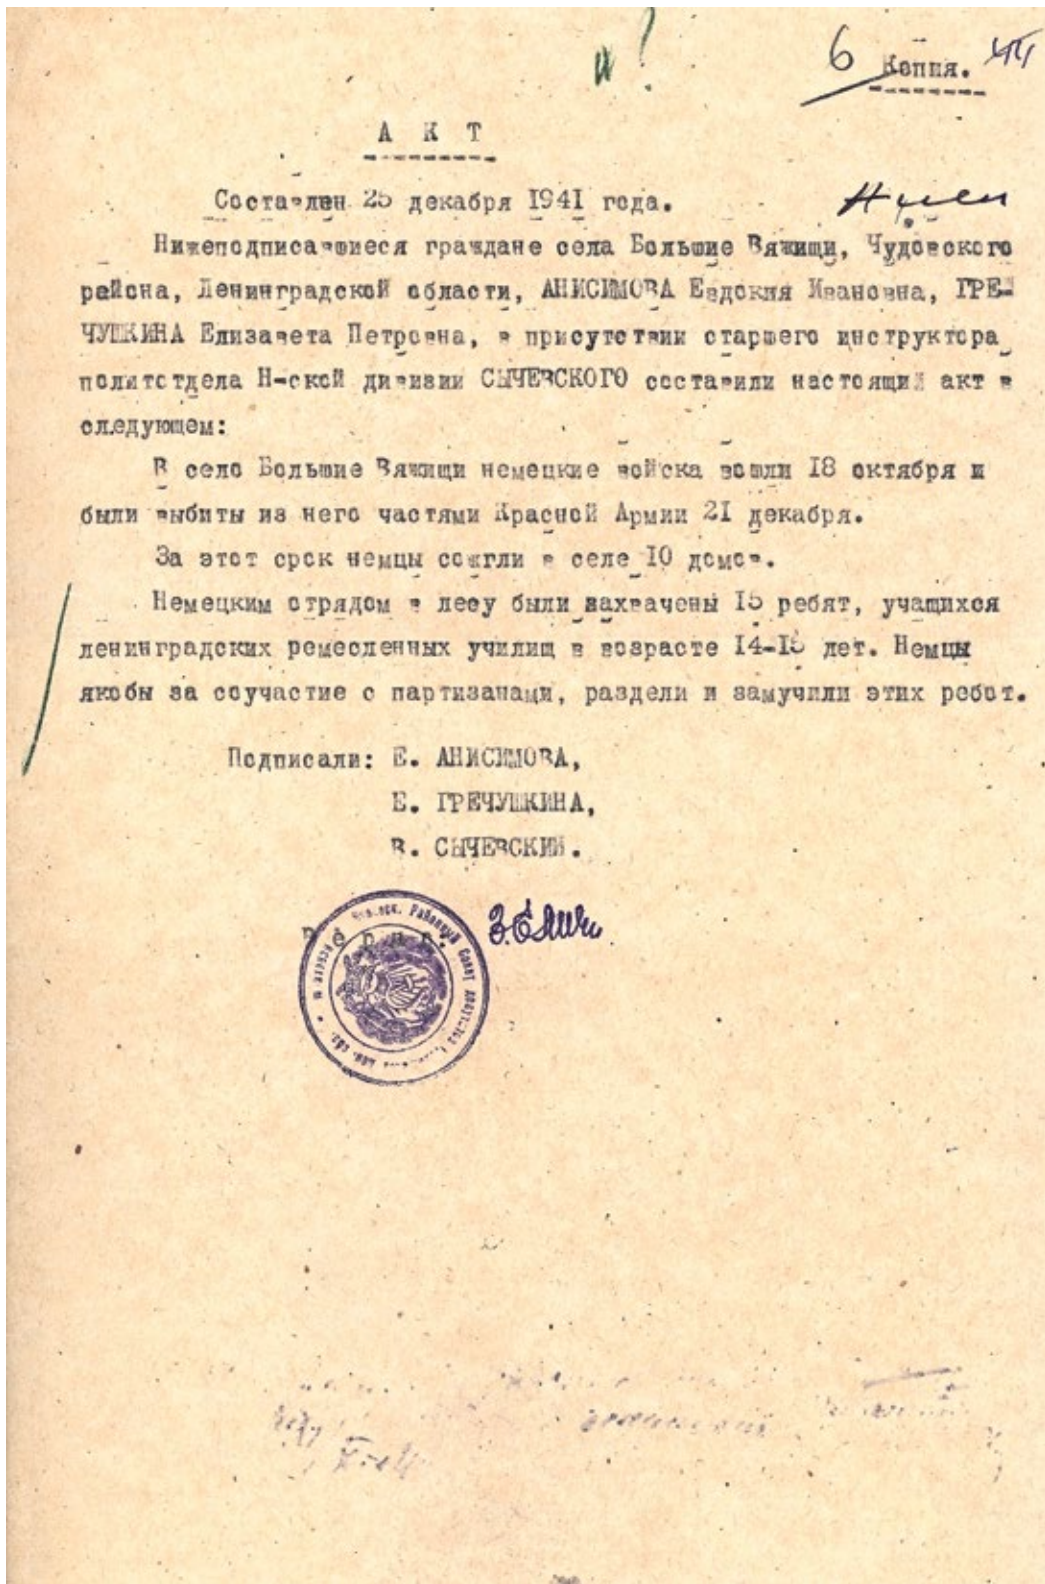 6 Копия.
АКТ
Составлен 25 декабря 1941 года.
Нижеподписавшиеся граждане села Большие Вяжищи, Чудовского
района, Ленинградской области, АНИСИМОВА Евдокия Ивановна, ГРЕ-
ЧУШКИНА Елизавета Петровна, в присутствии старшего инструктора
политотдела Н-ской дивизии СЫЧЕВСКОГО составили настоящий акт в
следующем:
В село Большие Вяжищи немецкие войска вошли 18 октября и
были выбиты из него частями Красной Армии 21 декабря.
За этот срок немцы сожгли в селе 10 домов.
Немецким отрядом в лесу были захвачены 15 ребят, учащихся
ленинградских ремесленных училищ в возрасте 14-15 лет. Немцы
якобы за соучастие с партизанами, раздели и замучили этих ребят.
Подписали: Е. АНИСИМОВА,
Е. ГРЕЧУШКИНА,
В. СЫЧЕВСКИЙ.
Районный Совет